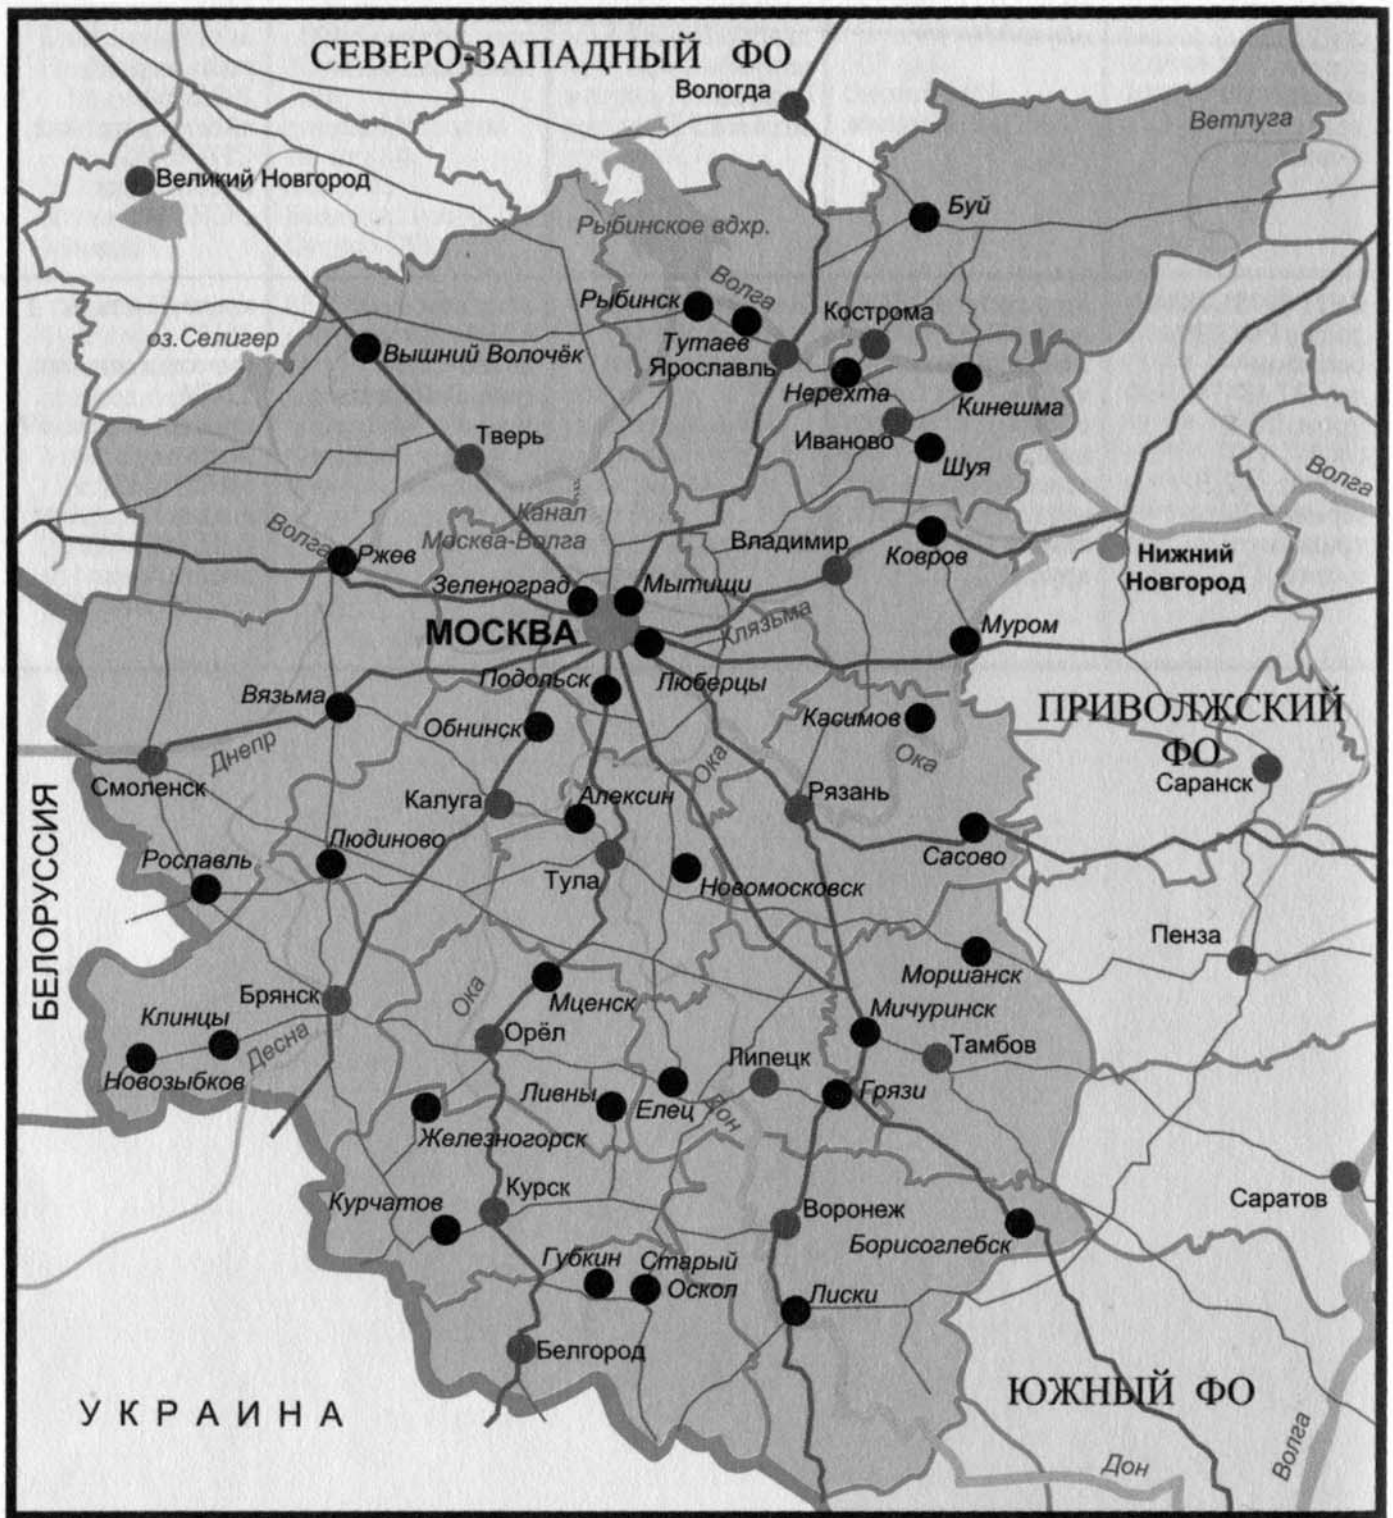 СЕВЕРО-ЗАПАДНЫЙ ФО
Вологда
Ветлуга
Великий Новгород
Буй
Рыбинское вдхр.
Волга
Рыбинск
Кострома
оз.Селигер
Тутаев
Вышний Волочёк
Ярославль
Нерехта
Кинешма
Тверь
Иваново
Шуя
Волга
Канал
Москва-Волга
Волга
Ржев
Владимир
Ковров
Нижний
Новгород
Зеленоград
Мытищи
МОСКВА
Клязьма
Муром
Подольск
Люберцы
Вязьма
Обнинск
Касимов
ПРИВОЛЖСКИЙ
ФО
Днепр
Ока
Ока
Саранск
Смоленск
Калуга
Алексин
Рязань
БЕЛОРУССИЯ
Людиново
Рославль
Сасово
Тула
Новомосковск
Пенза
Моршанск
Брянск
Ока
Мценск
Мичуринск
Клинцы
Десна
Орёл
Липецк
Тамбов
Новозыбков
Ливны
Елец
Дон
Грязи
Железногорск
Курск
Курчатов
Воронеж
Саратов
Борисоглебск
Губкин
Старый
Оскол
Лиски
Белгород
УКРАИНА
ЮЖНЫЙ ФО
Дон
Волга